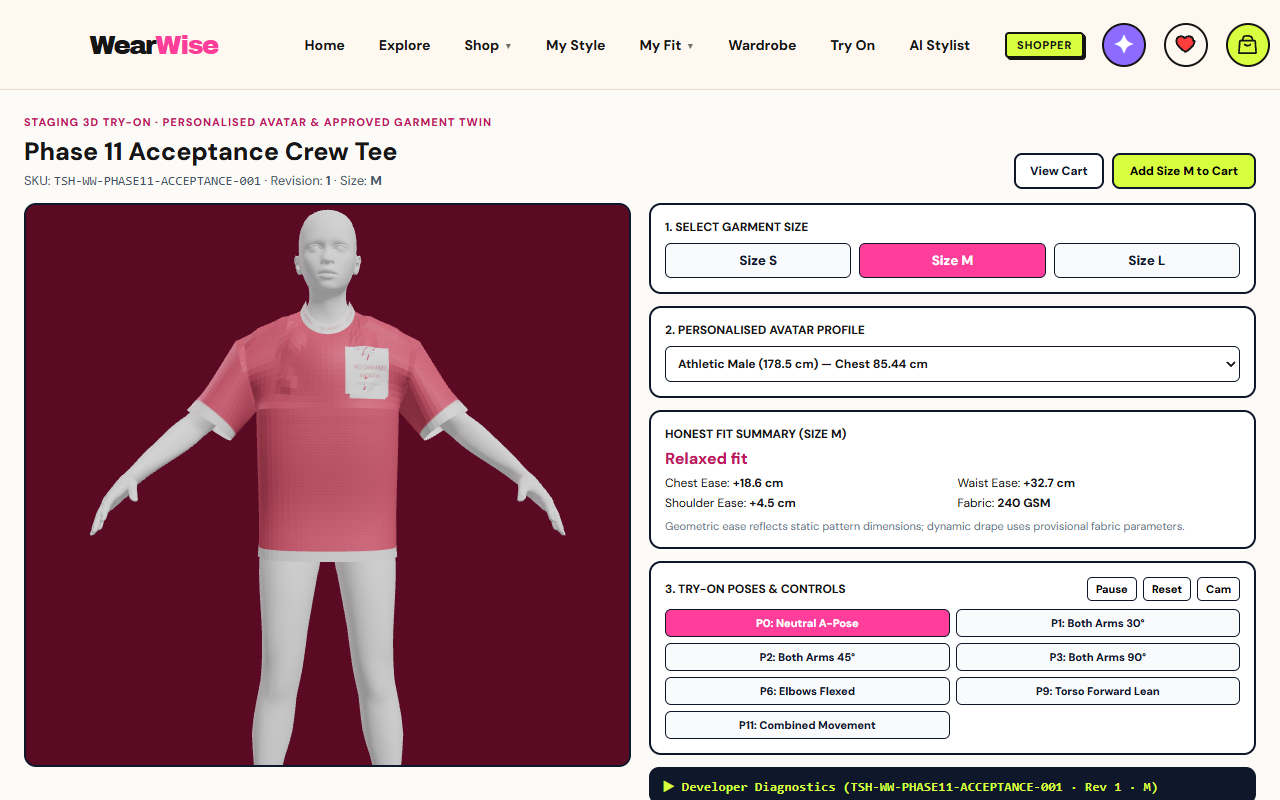 WearWise
Home Explore Shop ▼ My Style My Fit ▼ Wardrobe Try On AI Stylist SHOPPER
STAGING 3D TRY-ON · PERSONALISED AVATAR & APPROVED GARMENT TWIN
Phase 11 Acceptance Crew Tee
SKU: TSH-WW-PHASE11-ACCEPTANCE-001 · Revision: 1 · Size: M
View Cart
Add Size M to Cart
1. SELECT GARMENT SIZE
Size S Size M Size L
2. PERSONALISED AVATAR PROFILE
Athletic Male (178.5 cm) — Chest 85.44 cm
HONEST FIT SUMMARY (SIZE M)
Relaxed fit
Chest Ease: +18.6 cm Waist Ease: +32.7 cm
Shoulder Ease: +4.5 cm Fabric: 240 GSM
Geometric ease reflects static pattern dimensions; dynamic drape uses provisional fabric parameters.
3. TRY-ON POSES & CONTROLS Pause Reset Cam
P0: Neutral A-Pose P1: Both Arms 30°
P2: Both Arms 45° P3: Both Arms 90°
P6: Elbows Flexed P9: Torso Forward Lean
P11: Combined Movement
▶ Developer Diagnostics (TSH-WW-PHASE11-ACCEPTANCE-001 · Rev 1 · M)